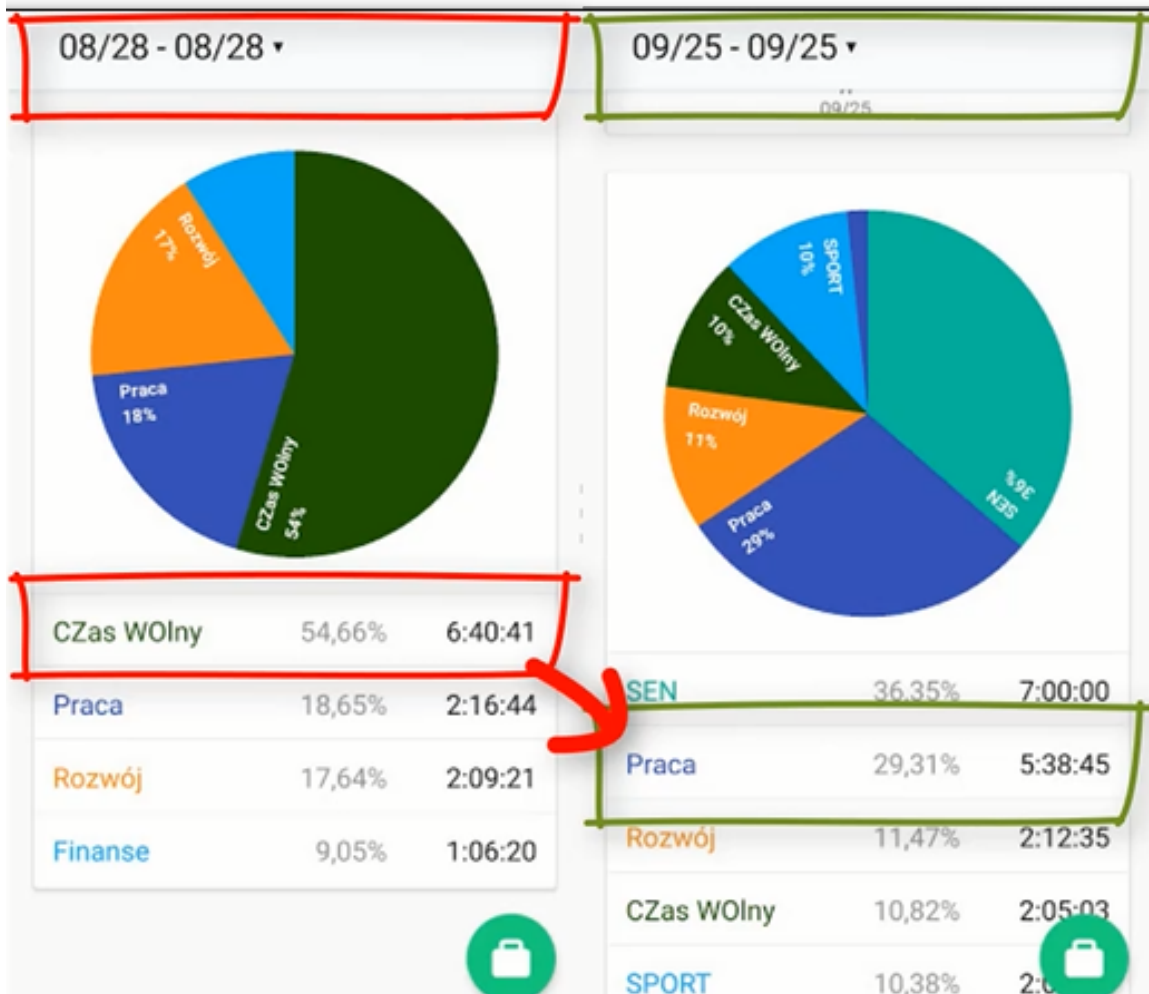 08/28 - 08/28
Rozwój
17%
Praca
18%
CZas WOlny
54%
CZas WOlny 54,66% 6:40:41
Praca 18,65% 2:16:44
Rozwój 17,64% 2:09:21
Finanse 9,05% 1:06:20
09/25 - 09/25
09/25
SPORT
10%
CZas WOlny
10%
Rozwój
11%
Praca
29%
SEN
36%
SEN 36,35% 7:00:00
Praca 29,31% 5:38:45
Rozwój 11,47% 2:12:35
CZas WOlny 10,82% 2:05:03
SPORT 10,38%